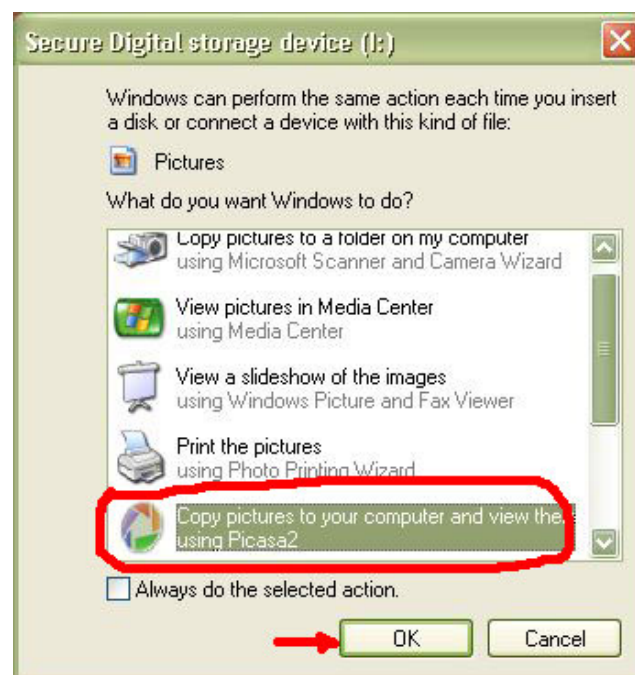 Secure Digital storage device (I:)
Windows can perform the same action each time you insert
a disk or connect a device with this kind of file:
Pictures
What do you want Windows to do?
Copy pictures to a folder on my computer
using Microsoft Scanner and Camera Wizard
View pictures in Media Center
using Media Center
View a slideshow of the images
using Windows Picture and Fax Viewer
Print the pictures
using Photo Printing Wizard
Copy pictures to your computer and view
using Picasa2
Always do the selected action.
OK
Cancel